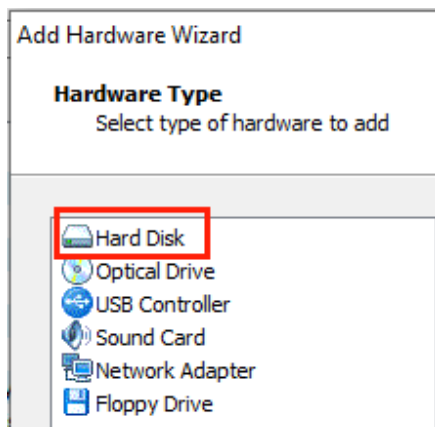 Add Hardware Wizard
Hardware Type
Select type of hardware to add
Hard Disk
Optical Drive
USB Controller
Sound Card
Network Adapter
Floppy Drive